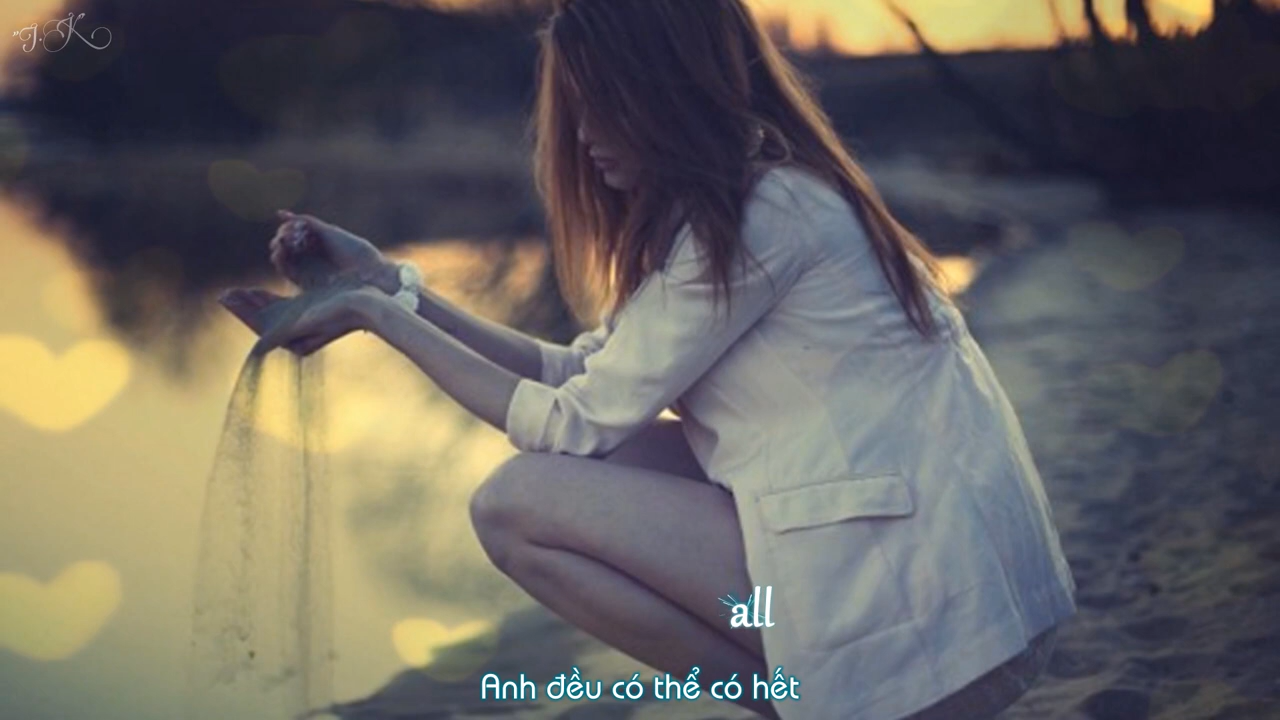 "J.K
all
Anh đều có thể có hết